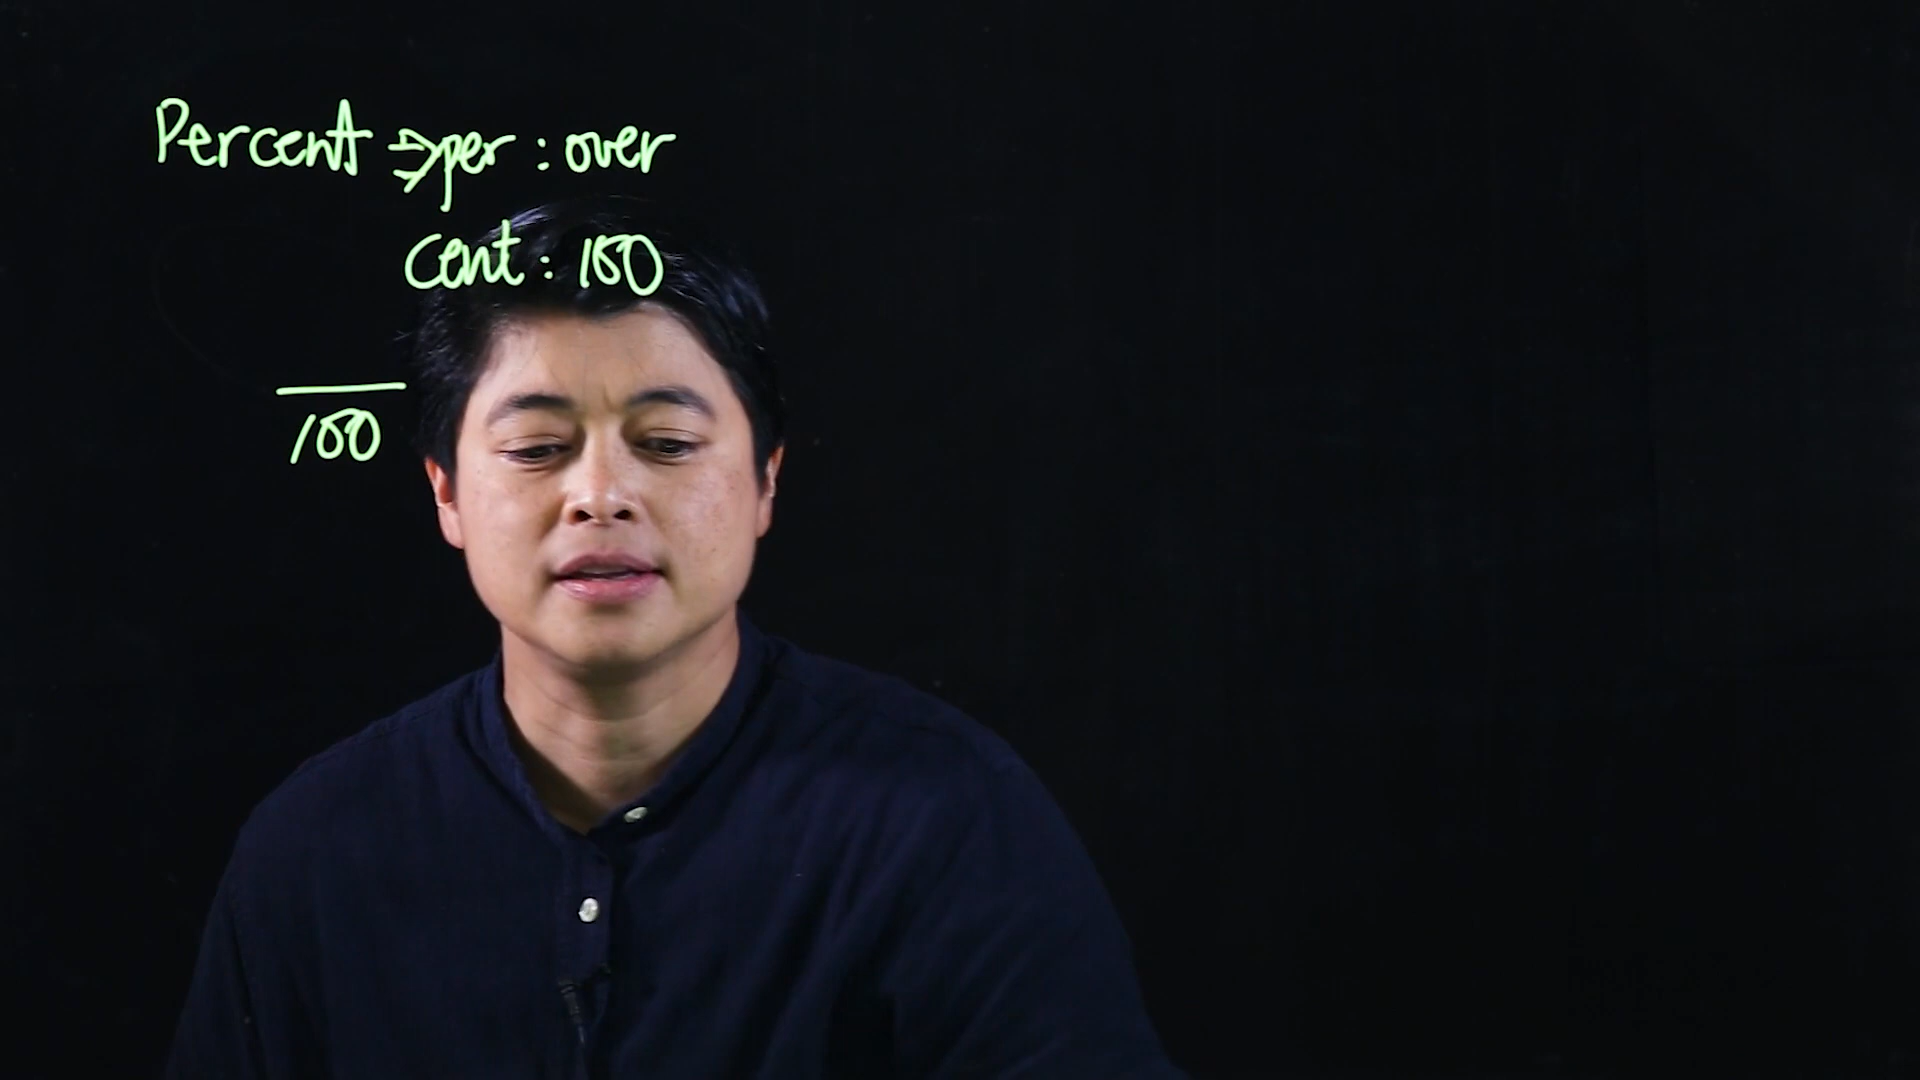 Percent ⇒ per : over
cent : 100
—
100